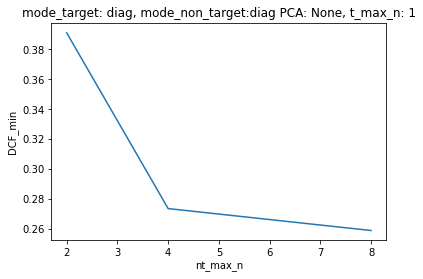 mode_target: diag, mode_non_target:diag PCA: None, t_max_n: 1
DCF_min
0.38
0.36
0.34
0.32
0.30
0.28
0.26
2 3 4 5 6 7 8
nt_max_n